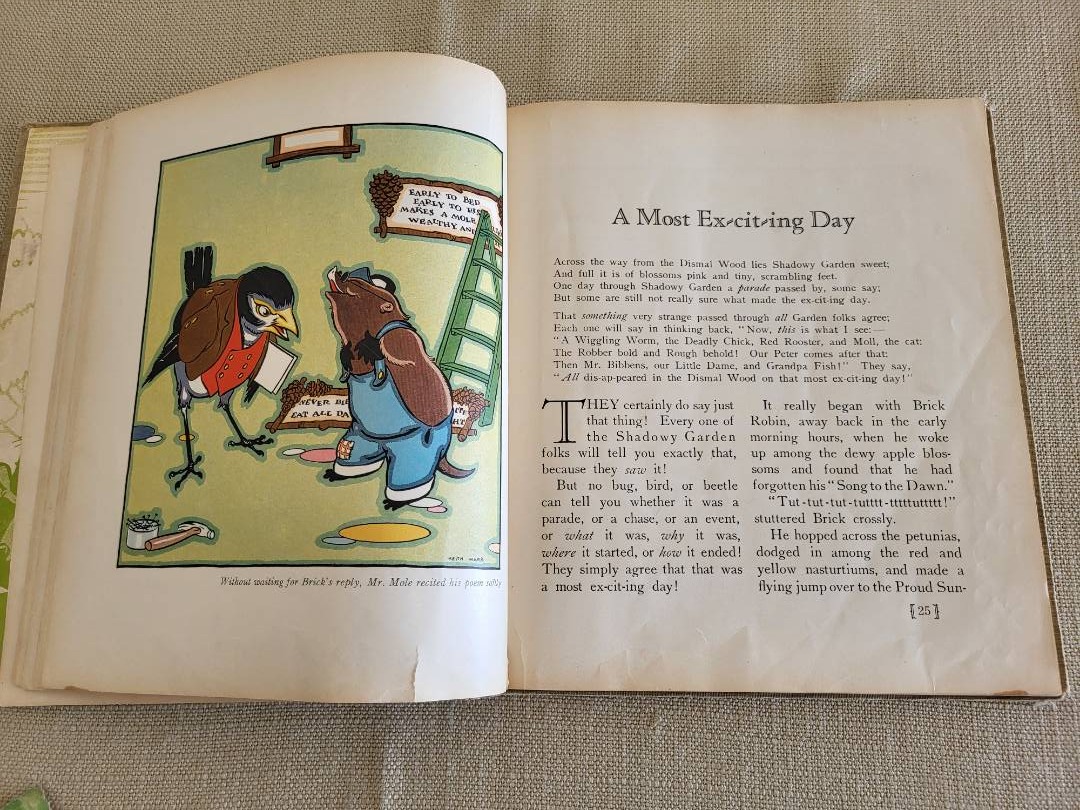 EARLY TO BED
EARLY TO
MAKES A MOLE
WEALTHY AND
NEVER
EAT ALL
KEITH WARD
Without waiting for Brick's reply, Mr. Mole recited his poem softly
A Most Ex-cit-ing Day
Across the way from the Dismal Wood lies Shadowy Garden sweet;
And full it is of blossoms pink and tiny, scrambling feet.
One day through Shadowy Garden a parade passed by, some say;
But some are still not really sure what made the ex-cit-ing day.
That something very strange passed through all Garden folks agree;
Each one will say in thinking back, "Now, this is what I see:—
"A Wiggling Worm, the Deadly Chick, Red Rooster, and Moll, the cat:
The Robber bold and Rough behold! Our Peter comes after that:
Then Mr. Bibbens, our Little Dame, and Grandpa Fish!" They say,
"All dis-ap-peared in the Dismal Wood on that most ex-cit-ing day!"
THEY certainly do say just
that thing! Every one of
the Shadowy Garden
folks will tell you exactly that,
because they saw it!
But no bug, bird, or beetle
can tell you whether it was a
parade, or a chase, or an event,
or what it was, why it was,
where it started, or how it ended!
They simply agree that that was
a most ex-cit-ing day!
It really began with Brick
Robin, away back in the early
morning hours, when he woke
up among the dewy apple blos-
soms and found that he had
forgotten his "Song to the Dawn."
"Tut-tut-tut-tutttt-tttttuttttt!"
stuttered Brick crossly.
He hopped across the petunias,
dodged in among the red and
yellow nasturtiums, and made a
flying jump over to the Proud Sun-
[25]